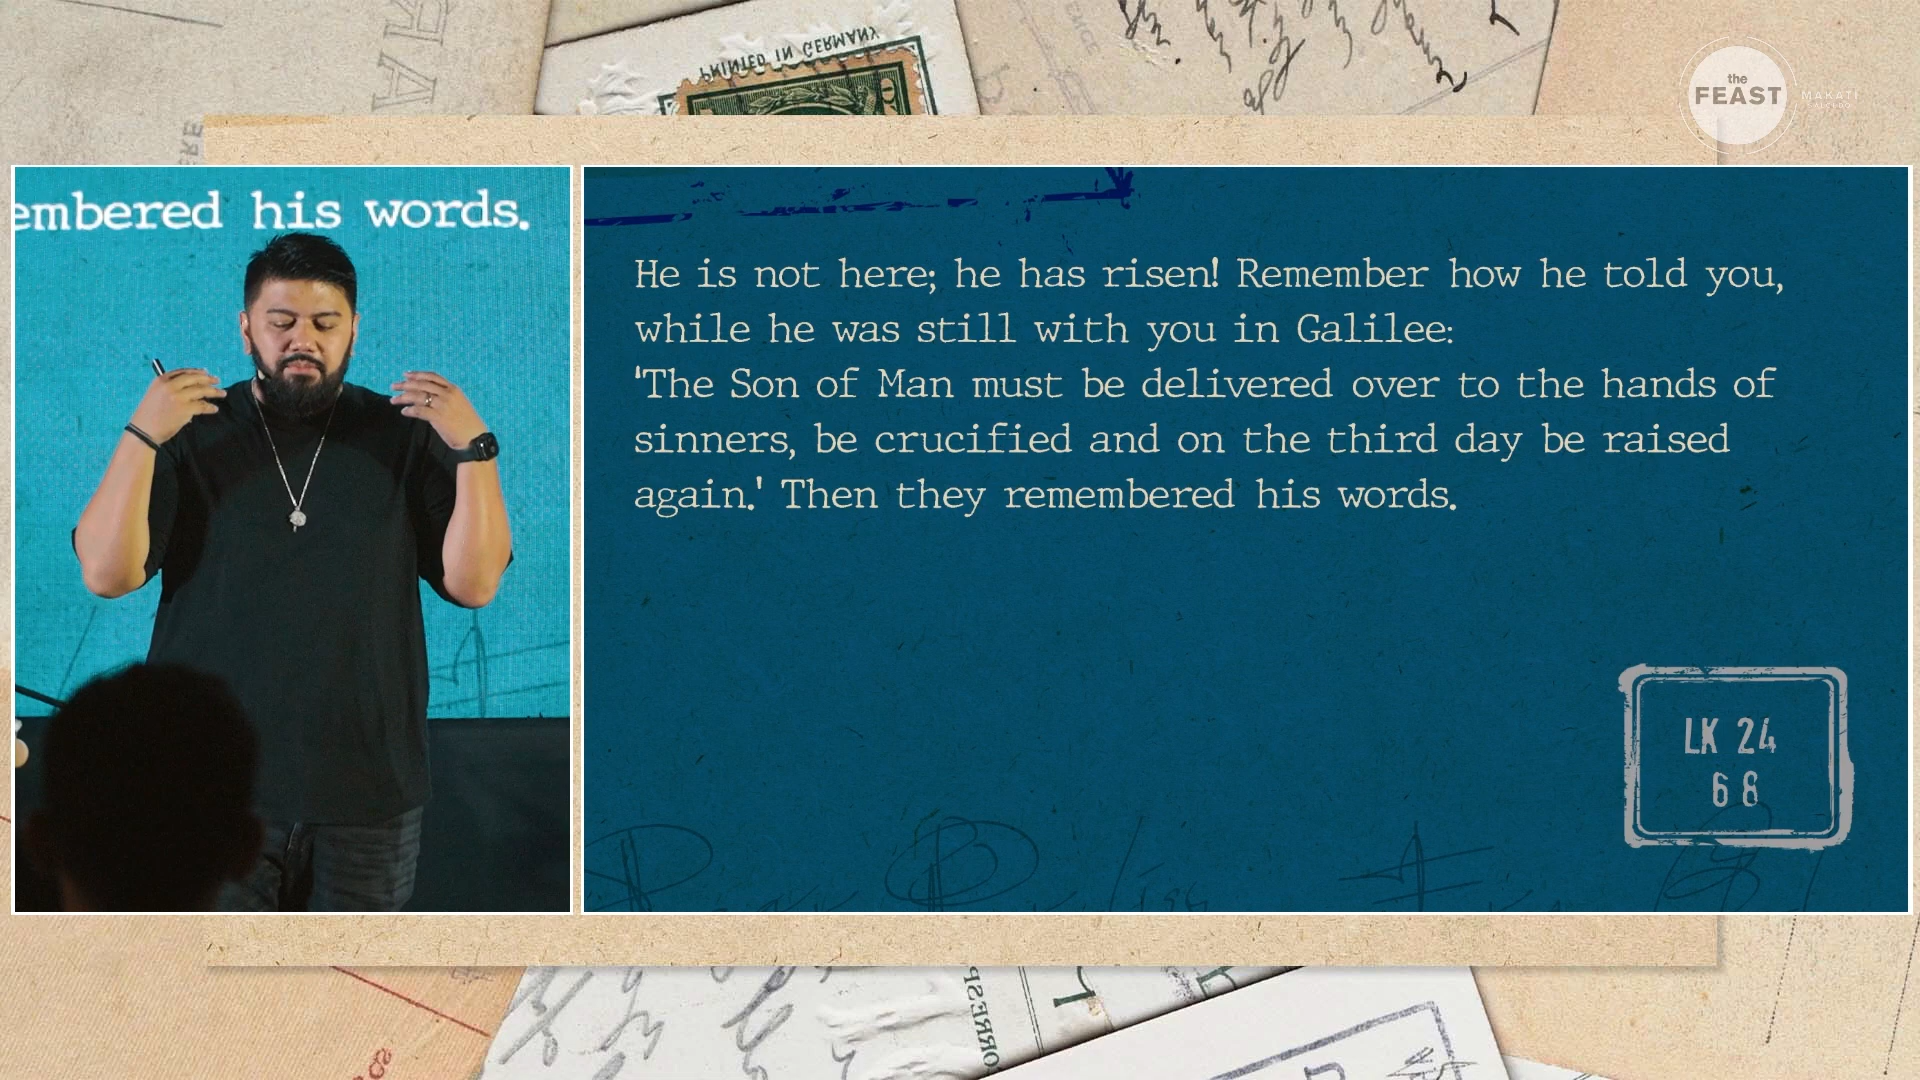 PRINTED IN GERMANY
the
FEAST
MAKATI
embered his words.
He is not here; he has risen! Remember how he told you,
while he was still with you in Galilee:
'The Son of Man must be delivered over to the hands of
sinners, be crucified and on the third day be raised
again.' Then they remembered his words.
LK 24
6 8